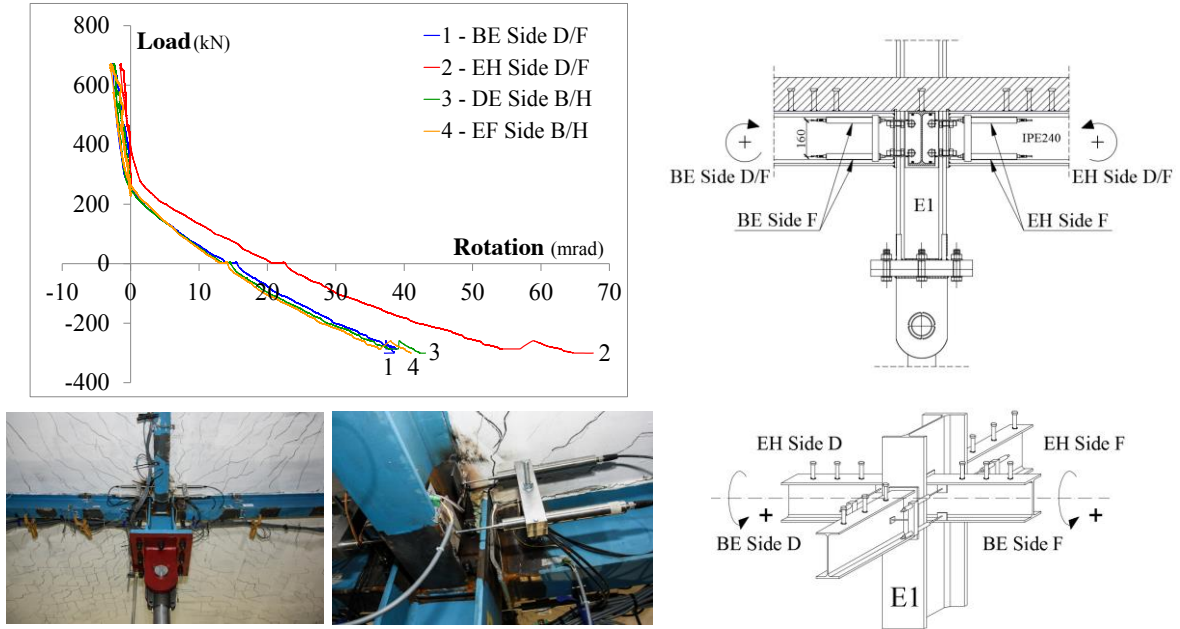 800
600
400
200
0
-200
-400
-10
0
10
20
30
40
50
60
70
Load (kN)
Rotation (mrad)
1 - BE Side D/F
2 - EH Side D/F
3 - DE Side B/H
4 - EF Side B/H
1
4
3
2
160
IPE240
BE Side D/F
EH Side D/F
BE Side F
EH Side F
E1
EH Side D
EH Side F
+
+
BE Side D
BE Side F
E1